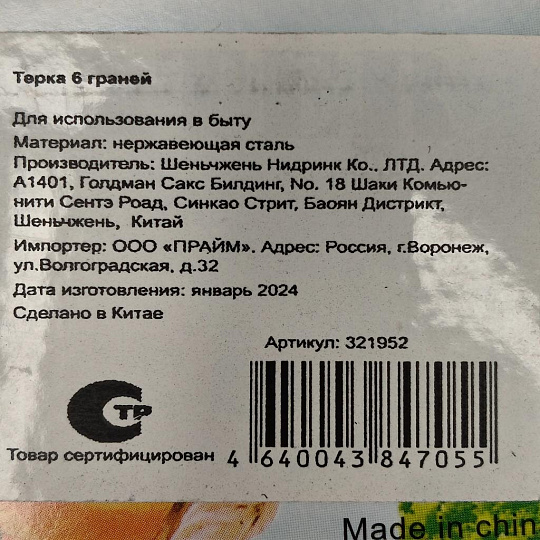 Терка 6 граней
Для использования в быту
Материал: нержавеющая сталь
Производитель: Шеньчжень Нидринк Ко., ЛТД. Адрес:
А1401, Голдман Сакс Билдинг, No. 18 Шаки Комью-
нити Сентэ Роад, Синкао Стрит, Баоян Дистрикт,
Шеньчжень, Китай
Импортер: ООО «ПРАЙМ». Адрес: Россия, г.Воронеж,
ул.Волгоградская, д.32
Дата изготовления: январь 2024
Сделано в Китае
Артикул: 321952
СТР
Товар сертифицирован
4 640043 847055
Made in chin